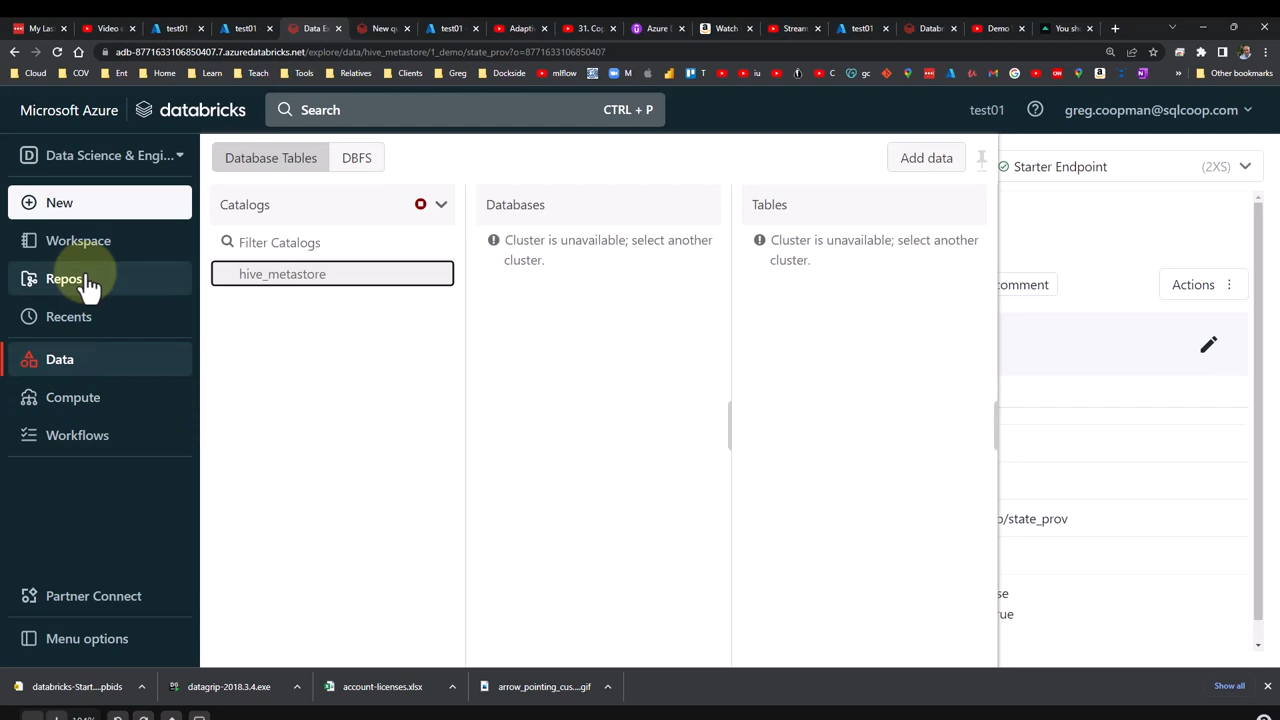 My Las
Video c
test01
test01
Data E
New q
test01
Adaptiv
31. Cop
Azure I
Watch
Stream
test01
Datab
Demo
You sh
adb-8771633106850407.7.azuredatabricks.net/explore/data/hive_metastore/1_demo/state_prov?o=8771633106850407
Cloud
COV
Ent
Home
Learn
Teach
Tools
Relatives
Clients
Greg
Dockside
mlflow
M
T
iu
C
gc
Other bookmarks
Microsoft Azure
databricks
Search
CTRL + P
test01
greg.coopman@sqlcoop.com
Data Science & Engi...
Database Tables
DBFS
Add data
Starter Endpoint
(2XS)
New
Catalogs
Databases
Tables
Workspace
Filter Catalogs
Cluster is unavailable; select another
cluster.
Cluster is unavailable; select another
cluster.
Repos
hive_metastore
comment
Actions
Recents
Data
Compute
Workflows
o/state_prov
se
rue
Partner Connect
Menu options
databricks-Start....pbids
datagrip-2018.3.4.exe
account-licenses.xlsx
arrow_pointing_cus....gif
Show all